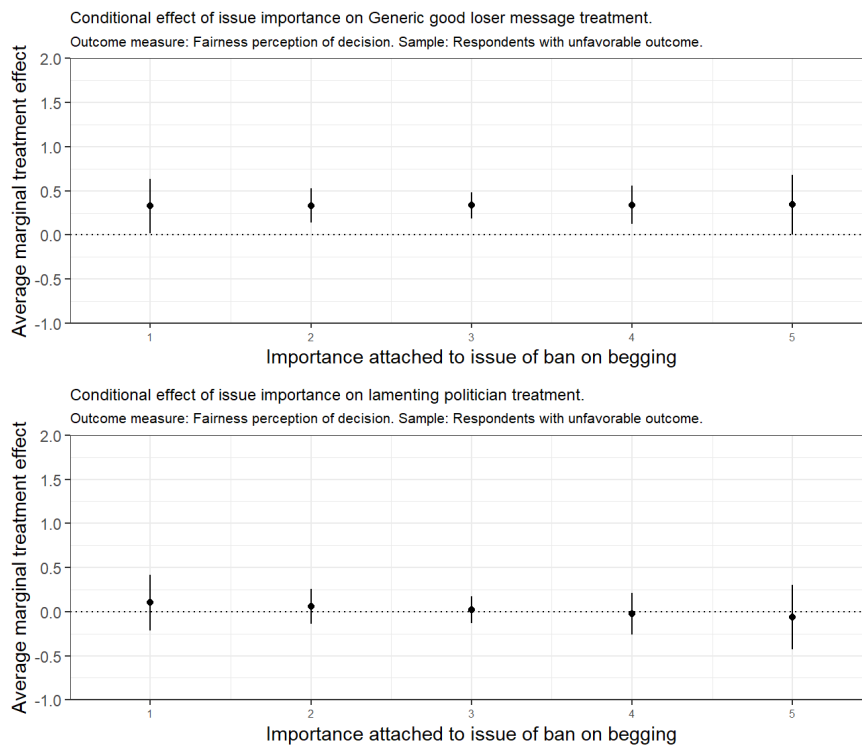 Conditional effect of issue importance on Generic good loser message treatment.
Outcome measure: Fairness perception of decision. Sample: Respondents with unfavorable outcome.
Average marginal treatment effect
2.0
1.5
1.0
0.5
0.0
-0.5
-1.0
1 2 3 4 5
Importance attached to issue of ban on begging
Conditional effect of issue importance on lamenting politician treatment.
Outcome measure: Fairness perception of decision. Sample: Respondents with unfavorable outcome.
Average marginal treatment effect
2.0
1.5
1.0
0.5
0.0
-0.5
-1.0
1 2 3 4 5
Importance attached to issue of ban on begging